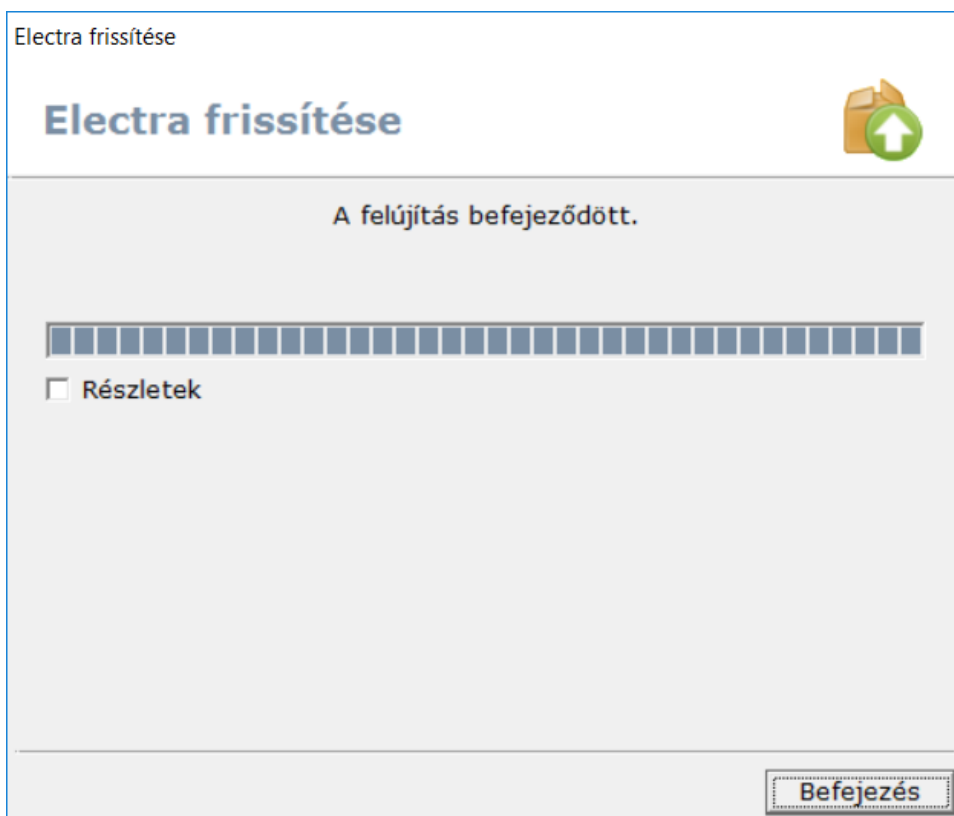 Electra frissítése
Electra frissítése
A felújítás befejeződött.
Részletek
Befejezés